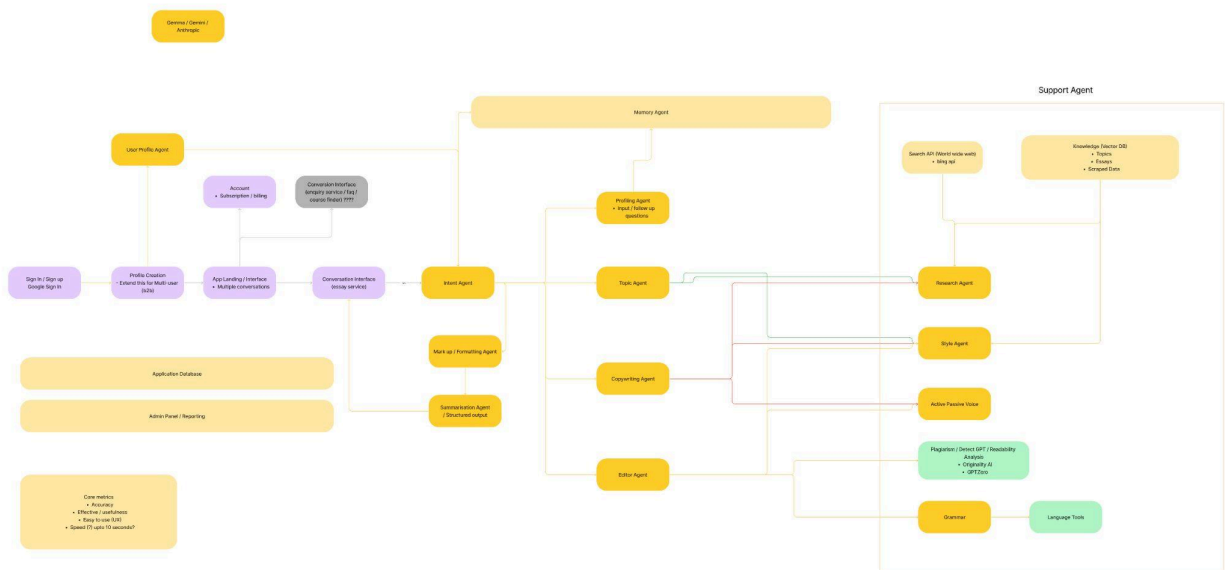 Gemma / Gemini /
Anthropic
Support Agent
Memory Agent
User Profile Agent
Search API (World wide web)
• bing api
Knowledge (Vector DB)
• Topics
• Essays
• Scraped Data
Account
• Subscription / billing
Conversion Interface
(enquiry service / faq /
course finder) ????
Profiling Agent
• Input / follow up
questions
Sign In / Sign up
Google Sign In
Profile Creation
- Extend this for Multi-user
(b2b)
App Landing / Interface
• Multiple conversations
Conversation Interface
(essay service)
Intent Agent
Topic Agent
Research Agent
Mark up / Formatting Agent
Style Agent
Application Database
Copywriting Agent
Summarisation Agent
/ Structured output
Active Passive Voice
Admin Panel / Reporting
Editor Agent
Plagiarism / Detect GPT / Readability
Analysis
• Originality AI
• GPTZero
Core metrics
• Accuracy
• Effective / usefulness
• Easy to use (UX)
• Speed (?) upto 10 seconds?
Grammar
Language Tools